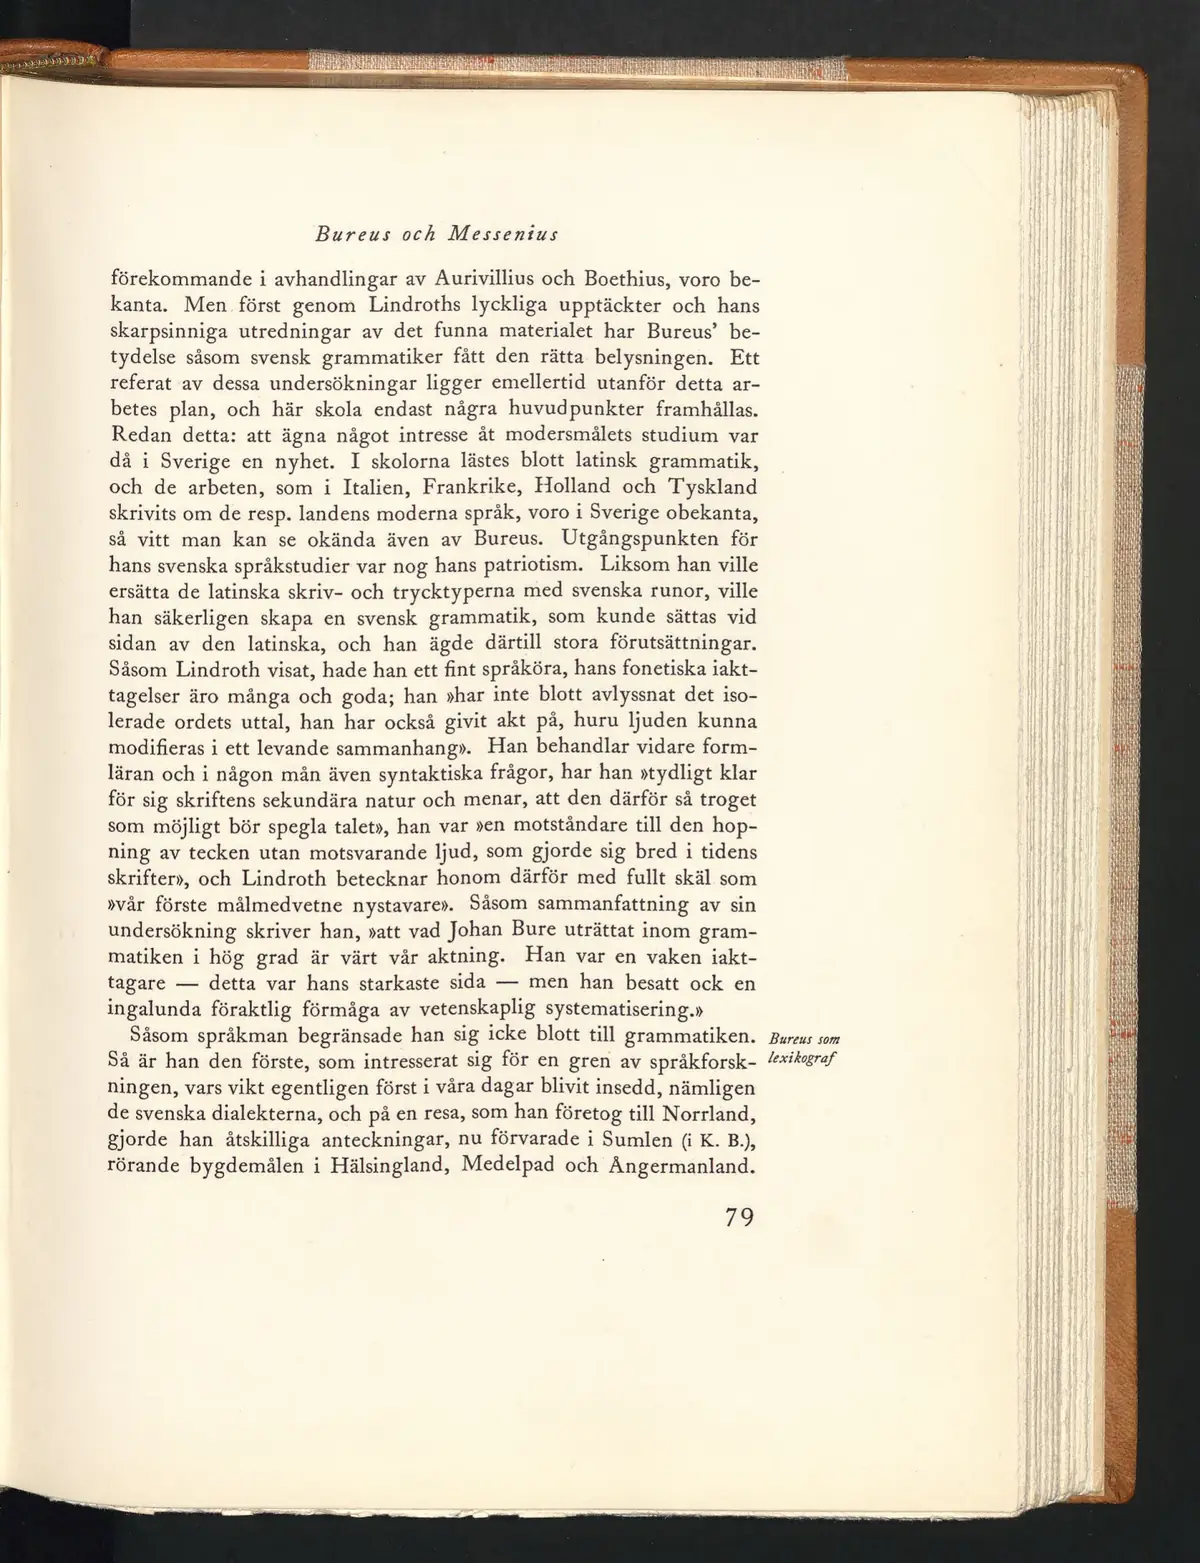 Bureus och Messenius
förekommande i avhandlingar av Aurivillius och Boethius, voro be-
kanta. Men först genom Lindroths lyckliga upptäckter och hans
skarpsinniga utredningar av det funna materialet har Bureus' be-
tydelse såsom svensk grammatiker fått den rätta belysningen. Ett
referat av dessa undersökningar ligger emellertid utanför detta ar-
betes plan, och här skola endast några huvudpunkter framhållas.
Redan detta: att ägna något intresse åt modersmålets studium var
då i Sverige en nyhet. I skolorna lästes blott latinsk grammatik,
och de arbeten, som i Italien, Frankrike, Holland och Tyskland
skrivits om de resp. landens moderna språk, voro i Sverige obekanta,
så vitt man kan se okända även av Bureus. Utgångspunkten för
hans svenska språkstudier var nog hans patriotism. Liksom han ville
ersätta de latinska skriv- och trycktyperna med svenska runor, ville
han säkerligen skapa en svensk grammatik, som kunde sättas vid
sidan av den latinska, och han ägde därtill stora förutsättningar.
Såsom Lindroth visat, hade han ett fint språköra, hans fonetiska iakt-
tagelser äro många och goda; han »har inte blott avlyssnat det iso-
lerade ordets uttal, han har också givit akt på, huru ljuden kunna
modifieras i ett levande sammanhang». Han behandlar vidare form-
läran och i någon mån även syntaktiska frågor, har han »tydligt klar
för sig skriftens sekundära natur och menar, att den därför så troget
som möjligt bör spegla talet», han var »en motståndare till den hop-
ning av tecken utan motsvarande ljud, som gjorde sig bred i tidens
skrifter», och Lindroth betecknar honom därför med fullt skäl som
»vår förste målmedvetne nystavare». Såsom sammanfattning av sin
undersökning skriver han, »att vad Johan Bure uträttat inom gram-
matiken i hög grad är värt vår aktning. Han var en vaken iakt-
tagare — detta var hans starkaste sida — men han besatt ock en
ingalunda föraktlig förmåga av vetenskaplig systematisering.»
Såsom språkman begränsade han sig icke blott till grammatiken.
Så är han den förste, som intresserat sig för en gren av språkforsk-
ningen, vars vikt egentligen först i våra dagar blivit insedd, nämligen
de svenska dialekterna, och på en resa, som han företog till Norrland,
gjorde han åtskilliga anteckningar, nu förvarade i Sumlen (i K. B.),
rörande bygdemålen i Hälsingland, Medelpad och Ångermanland.
Bureus som
lexikograf
79